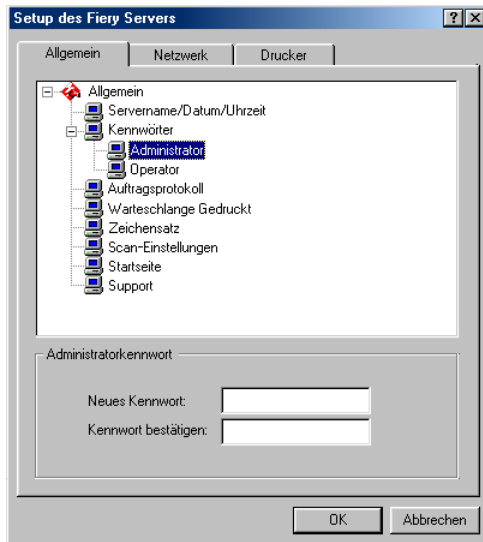 Setup des Fiery Servers
Allgemein Netzwerk Drucker
Allgemein
Servername/Datum/Uhrzeit
Kennwörter
Administrator
Operator
Auftragsprotokoll
Warteschlange Gedruckt
Zeichensatz
Scan-Einstellungen
Startseite
Support
Administratorkennwort
Neues Kennwort:
Kennwort bestätigen:
OK Abbrechen